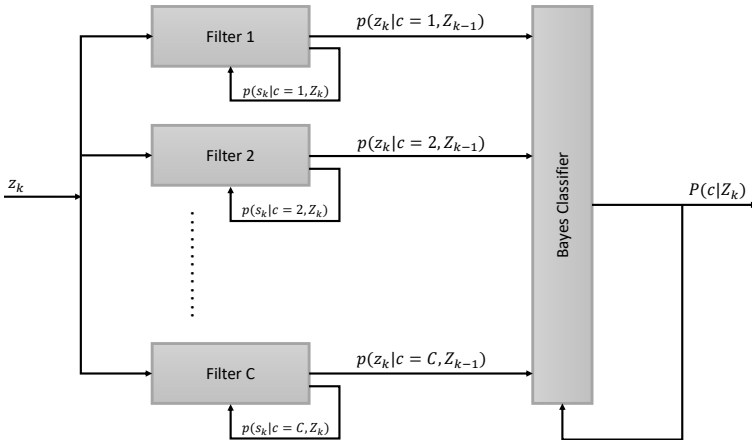 Filter 1
p(z_k|c = 1, Z_{k-1})
p(s_k|c = 1, Z_k)
Filter 2
p(z_k|c = 2, Z_{k-1})
p(s_k|c = 2, Z_k)
z_k
Bayes Classifier
P(c|Z_k)
Filter C
p(z_k|c = C, Z_{k-1})
p(s_k|c = C, Z_k)